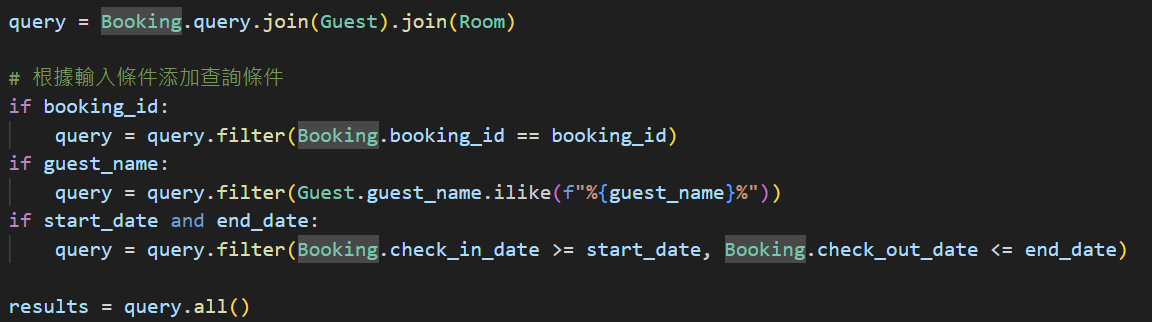 query = Booking.query.join(Guest).join(Room)
# 根據輸入條件添加查詢條件
if booking_id:
    query = query.filter(Booking.booking_id == booking_id)
if guest_name:
    query = query.filter(Guest.guest_name.ilike(f"%{guest_name}%"))
if start_date and end_date:
    query = query.filter(Booking.check_in_date >= start_date, Booking.check_out_date <= end_date)
results = query.all()